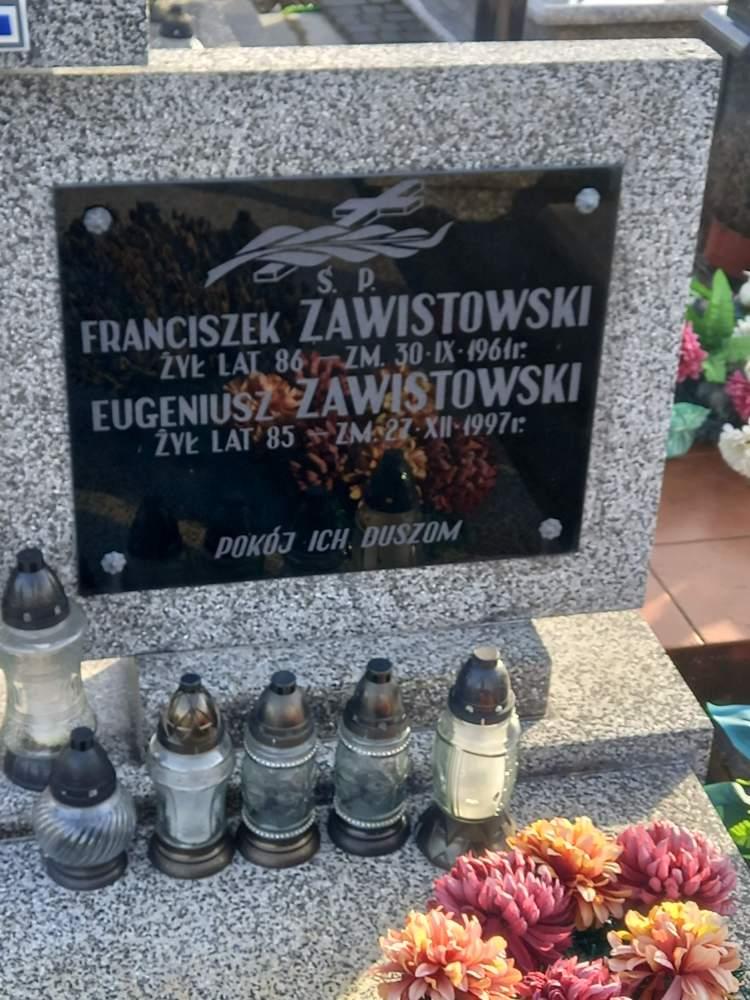 Ś. P.
FRANCISZEK ZAWISTOWSKI
ŻYŁ LAT 86 – ZM. 30·IX·1961r.
EUGENIUSZ ZAWISTOWSKI
ŻYŁ LAT 85 – ZM. 27·XII·1997r.
POKÓJ ICH DUSZOM